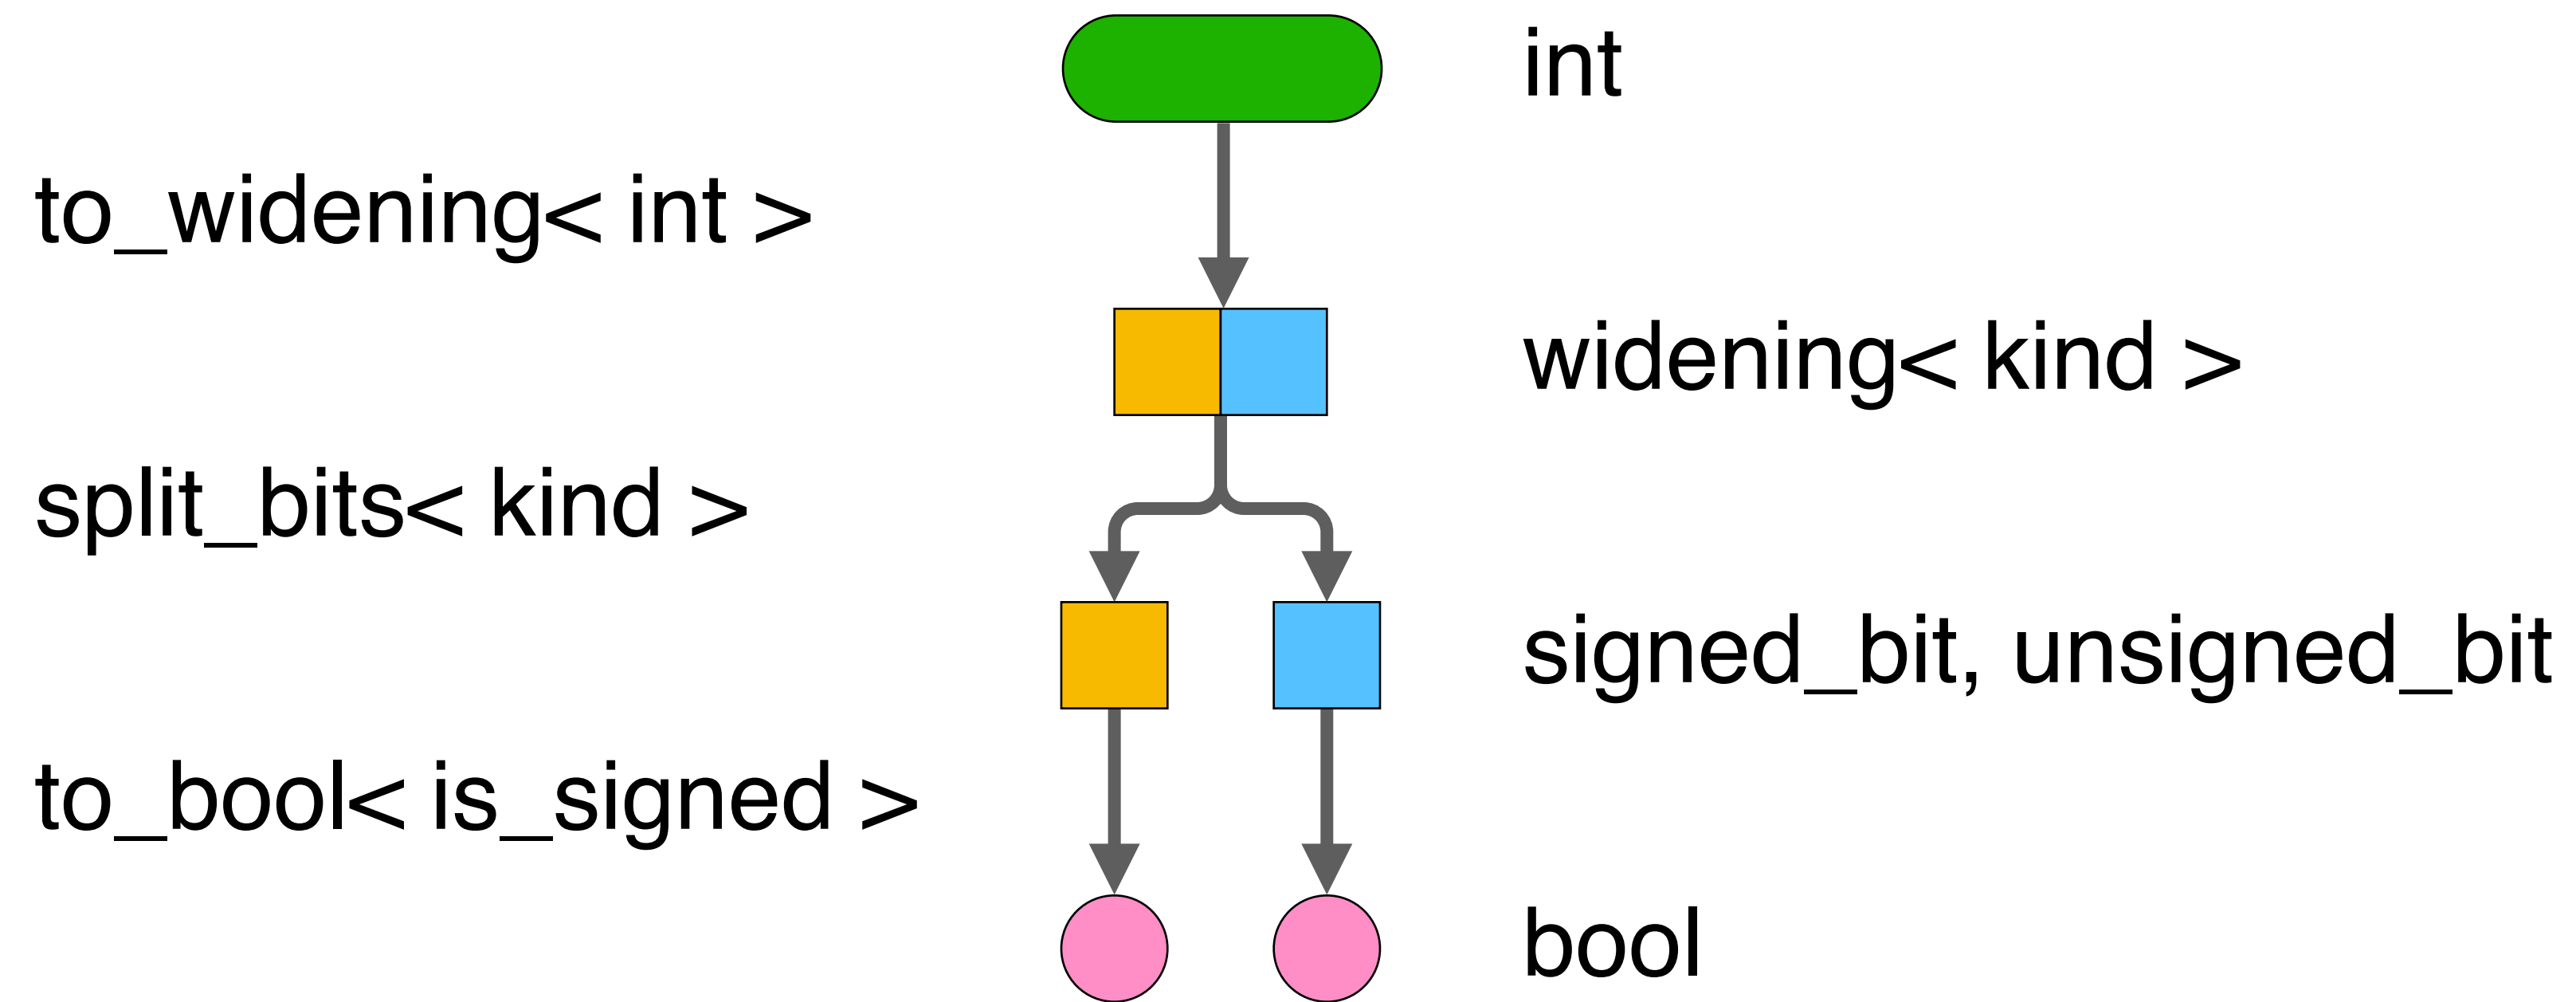 int
to_widening< int >
widening< kind >
split_bits< kind >
signed_bit, unsigned_bit
to_bool< is_signed >
bool